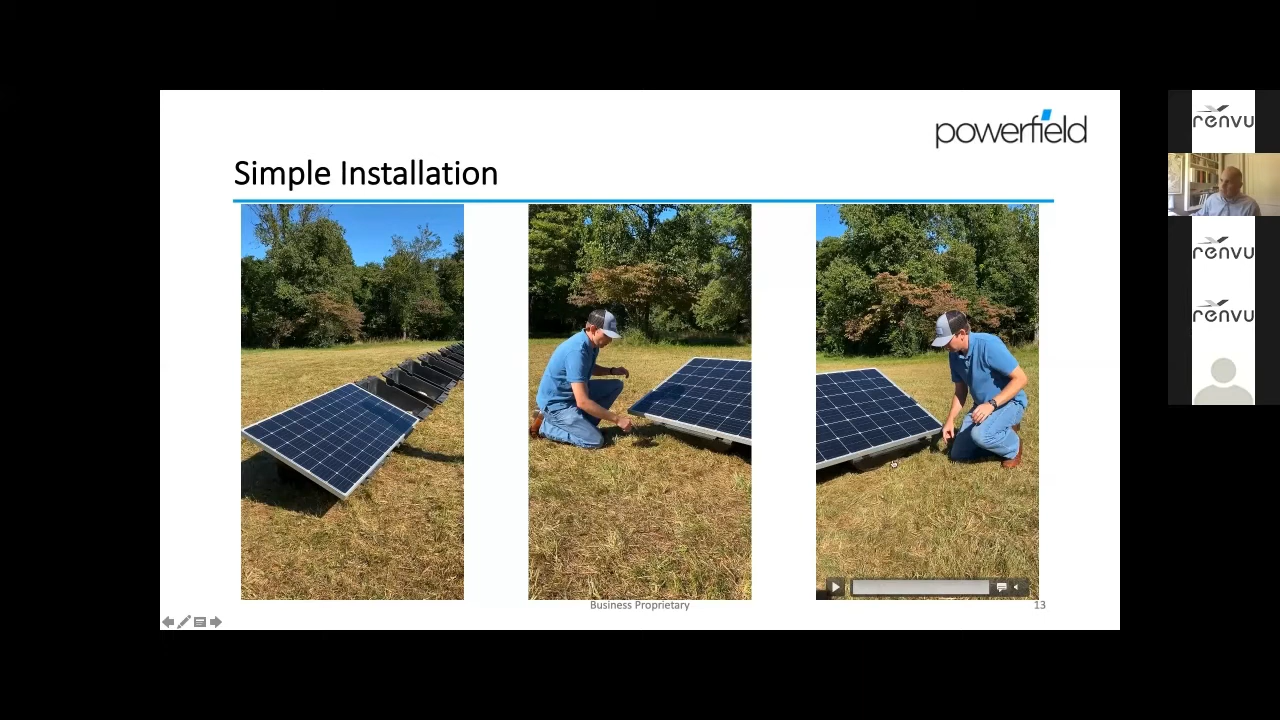 powerfield
Simple Installation
Business Proprietary
13
renvu
renvu
renvu